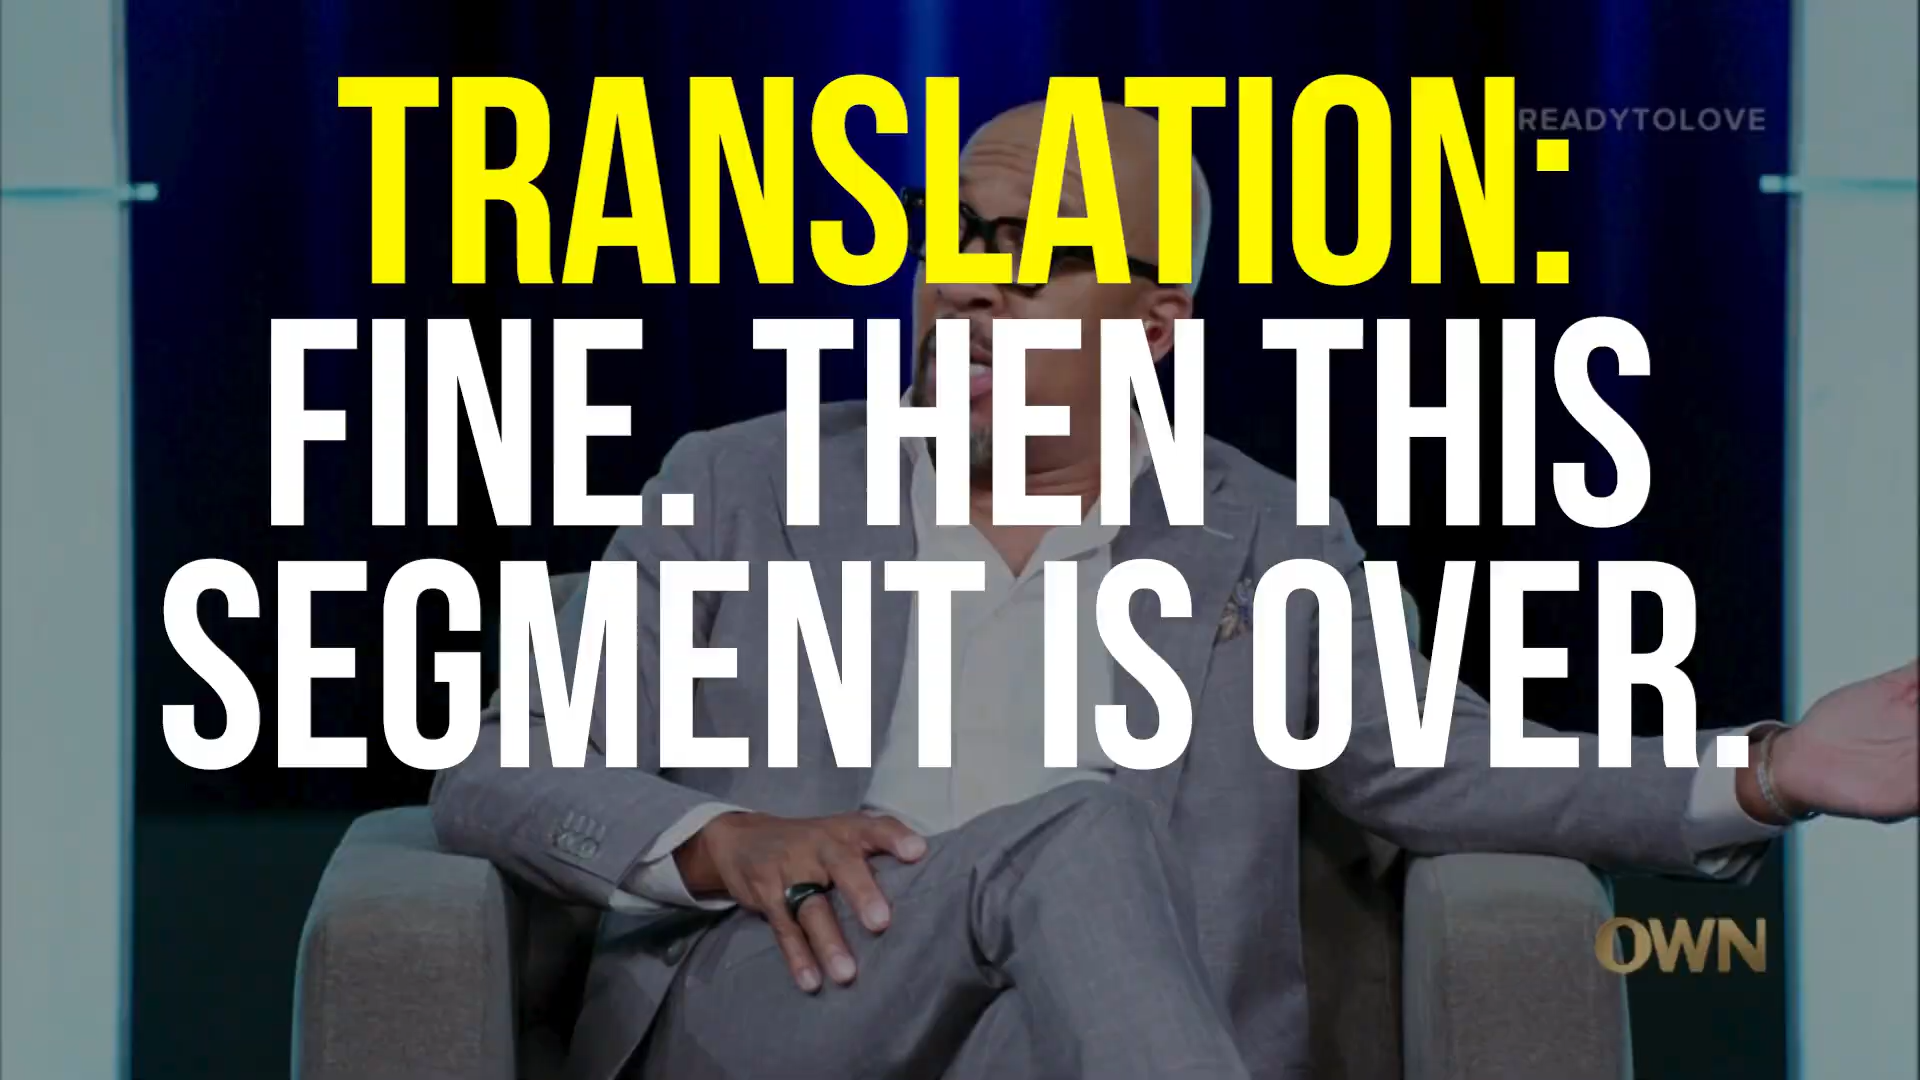 READYTOLOVE
TRANSLATION:
FINE. THEN THIS
SEGMENT IS OVER.
OWN